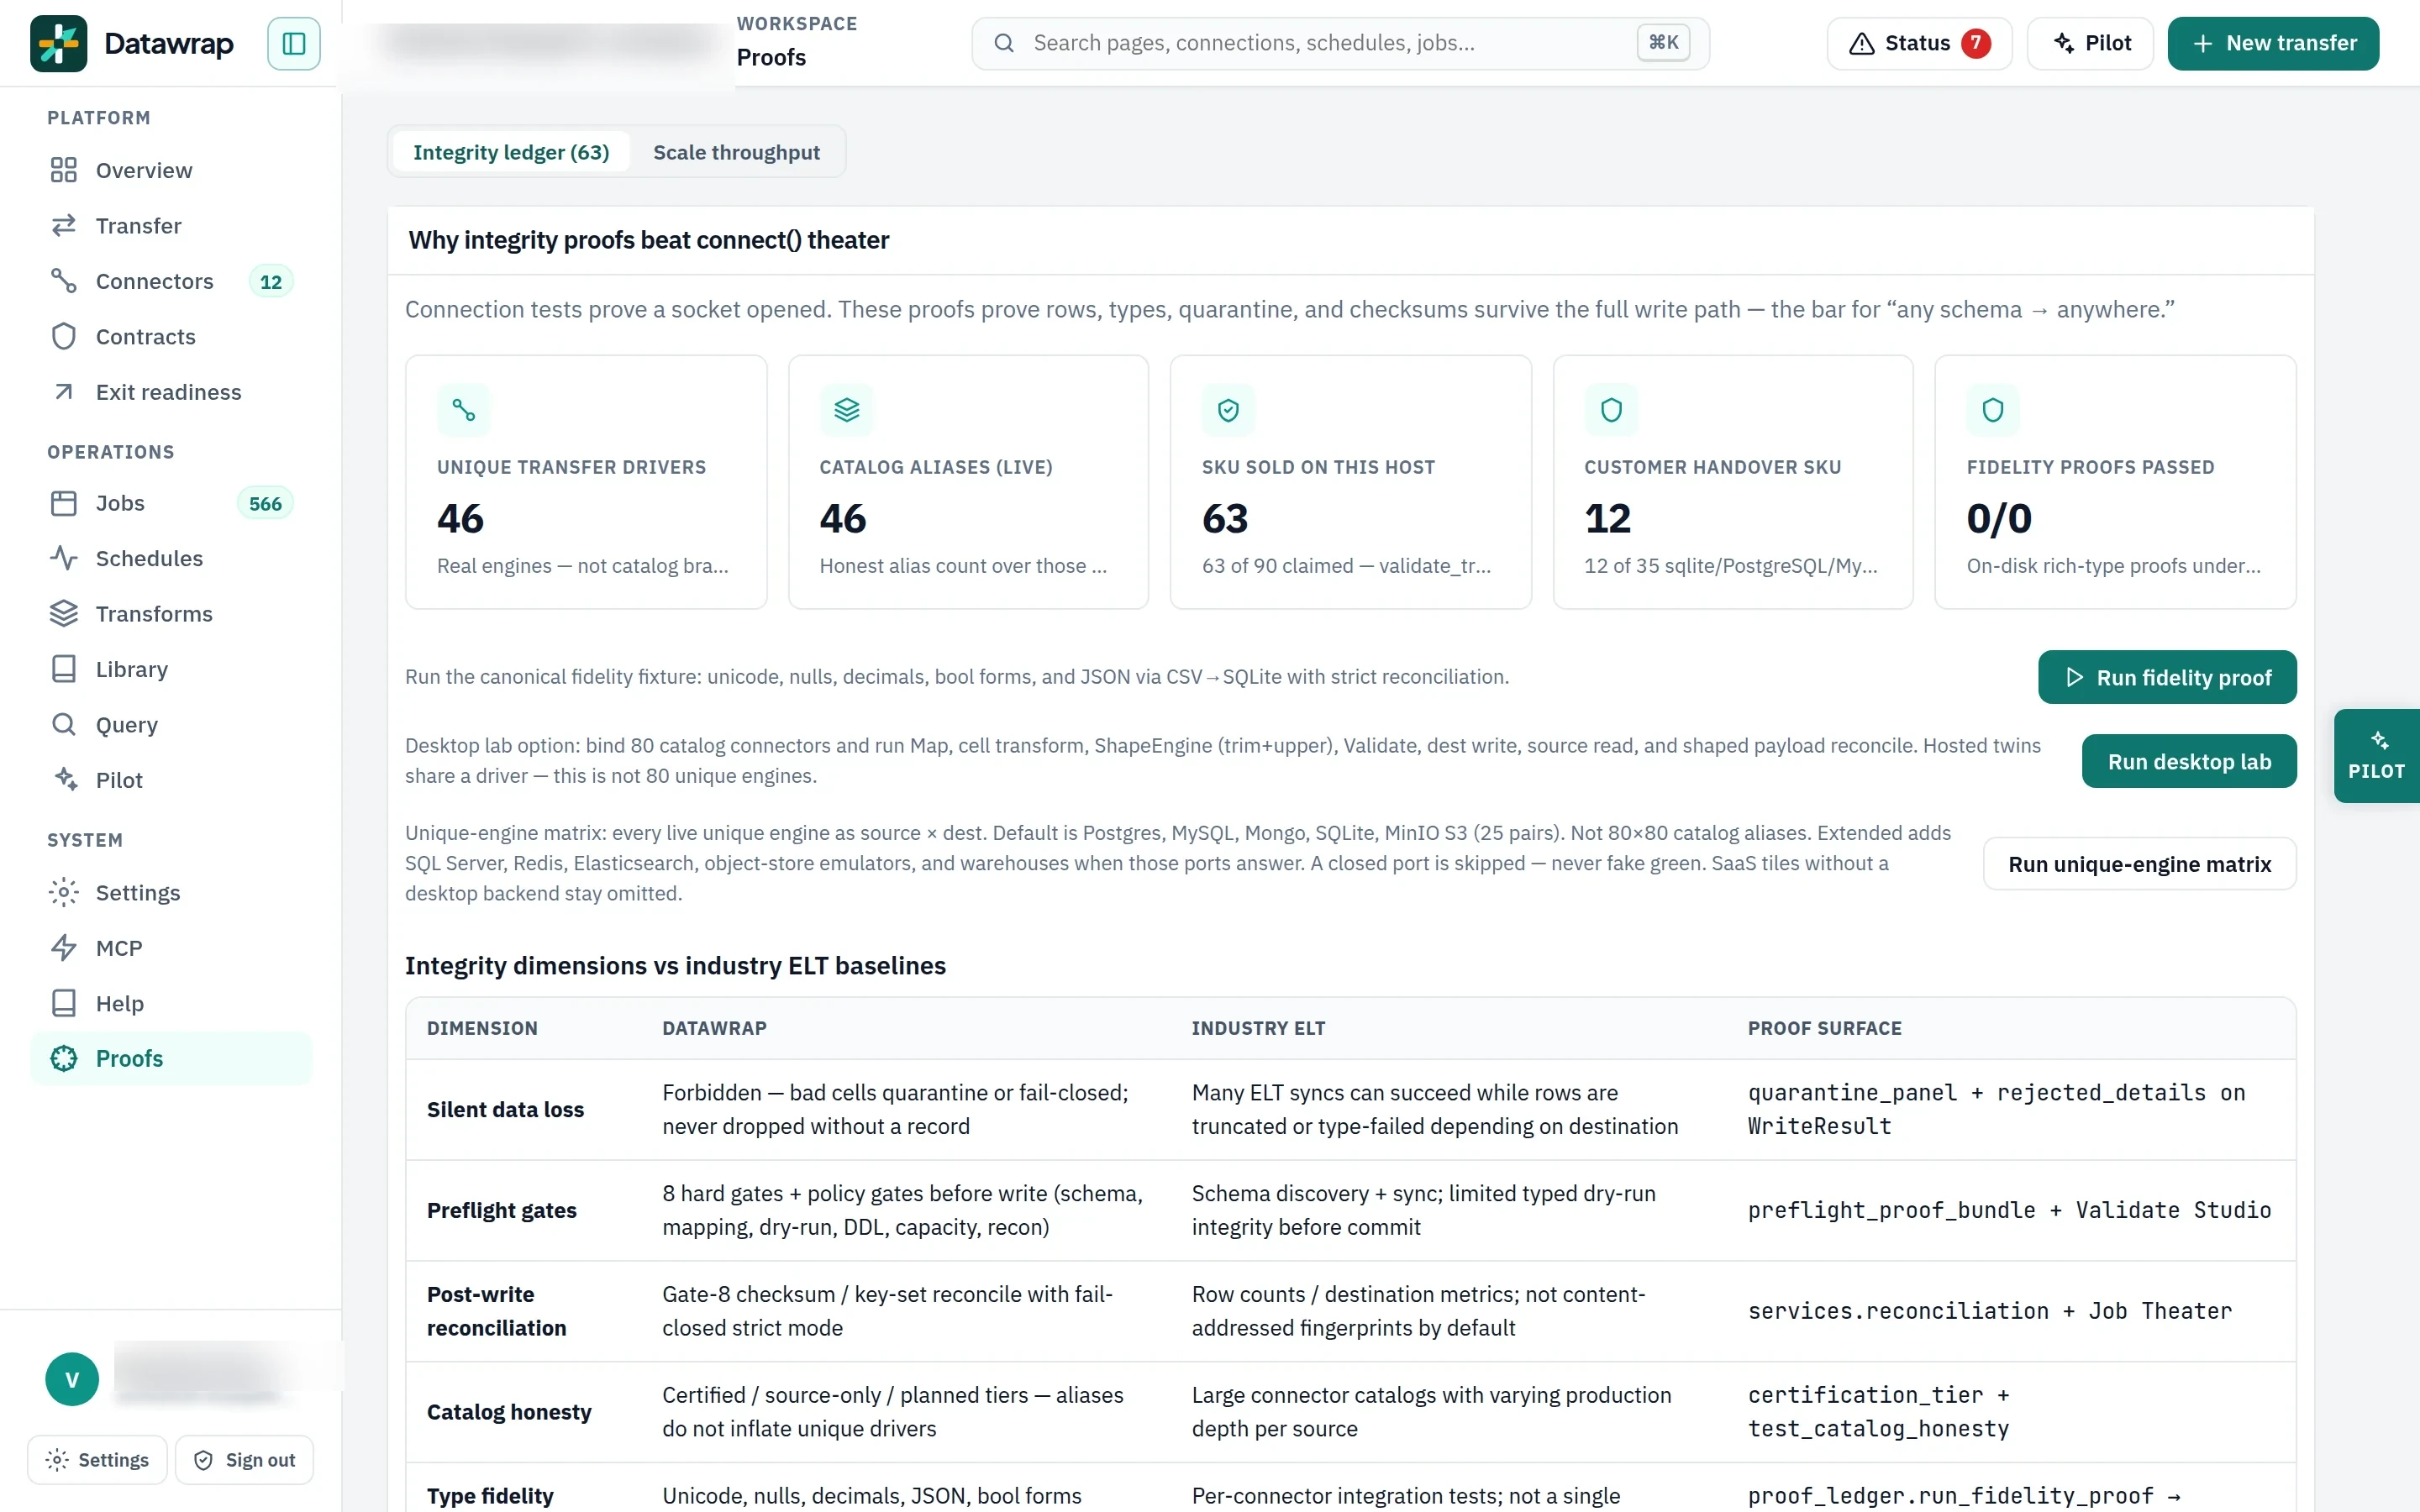 Datawrap
WORKSPACE
Proofs
Search pages, connections, schedules, jobs...
⌘K
Status 7
Pilot
New transfer
PLATFORM
Overview
Transfer
Connectors 12
Contracts
Exit readiness
OPERATIONS
Jobs 566
Schedules
Transforms
Library
Query
Pilot
SYSTEM
Settings
MCP
Help
Proofs
V
Settings
Sign out
Integrity ledger (63)
Scale throughput
Why integrity proofs beat connect() theater
Connection tests prove a socket opened. These proofs prove rows, types, quarantine, and checksums survive the full write path — the bar for “any schema → anywhere.”
UNIQUE TRANSFER DRIVERS
46
Real engines — not catalog bra...
CATALOG ALIASES (LIVE)
46
Honest alias count over those ...
SKU SOLD ON THIS HOST
63
63 of 90 claimed — validate_tr...
CUSTOMER HANDOVER SKU
12
12 of 35 sqlite/PostgreSQL/My...
FIDELITY PROOFS PASSED
0/0
On-disk rich-type proofs under...
Run the canonical fidelity fixture: unicode, nulls, decimals, bool forms, and JSON via CSV→SQLite with strict reconciliation.
Run fidelity proof
Desktop lab option: bind 80 catalog connectors and run Map, cell transform, ShapeEngine (trim+upper), Validate, dest write, source read, and shaped payload reconcile. Hosted twins
share a driver — this is not 80 unique engines.
Run desktop lab
PILOT
Unique-engine matrix: every live unique engine as source × dest. Default is Postgres, MySQL, Mongo, SQLite, MinIO S3 (25 pairs). Not 80×80 catalog aliases. Extended adds
SQL Server, Redis, Elasticsearch, object-store emulators, and warehouses when those ports answer. A closed port is skipped — never fake green. SaaS tiles without a
desktop backend stay omitted.
Run unique-engine matrix
Integrity dimensions vs industry ELT baselines
DIMENSION DATAWRAP INDUSTRY ELT PROOF SURFACE
Silent data loss
Forbidden — bad cells quarantine or fail-closed;
never dropped without a record
Many ELT syncs can succeed while rows are
truncated or type-failed depending on destination
quarantine_panel + rejected_details on
WriteResult
Preflight gates
8 hard gates + policy gates before write (schema,
mapping, dry-run, DDL, capacity, recon)
Schema discovery + sync; limited typed dry-run
integrity before commit
preflight_proof_bundle + Validate Studio
Post-write
reconciliation
Gate-8 checksum / key-set reconcile with fail-
closed strict mode
Row counts / destination metrics; not content-
addressed fingerprints by default
services.reconciliation + Job Theater
Catalog honesty
Certified / source-only / planned tiers — aliases
do not inflate unique drivers
Large connector catalogs with varying production
depth per source
certification_tier +
test_catalog_honesty
Type fidelity
Unicode, nulls, decimals, JSON, bool forms
Per-connector integration tests; not a single
proof_ledger.run_fidelity_proof →